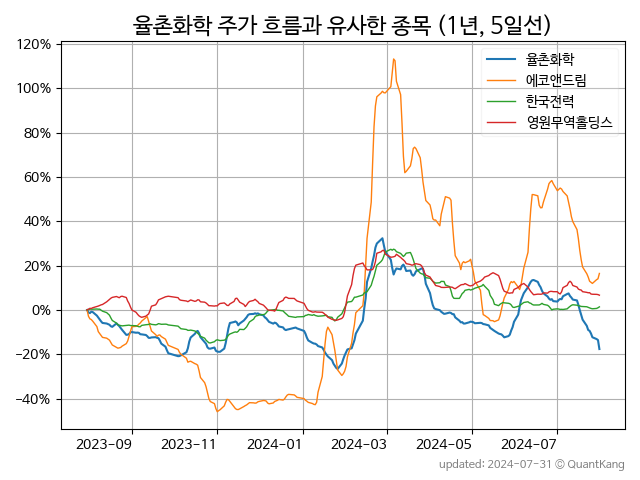 율촌화학 주가 흐름과 유사한 종목 (1년, 5일선)
120%
100%
80%
60%
40%
20%
0%
−20%
−40%
율촌화학
에코앤드림
한국전력
영원무역홀딩스
2023-09 2023-11 2024-01 2024-03 2024-05 2024-07
updated: 2024-07-31 © QuantKang